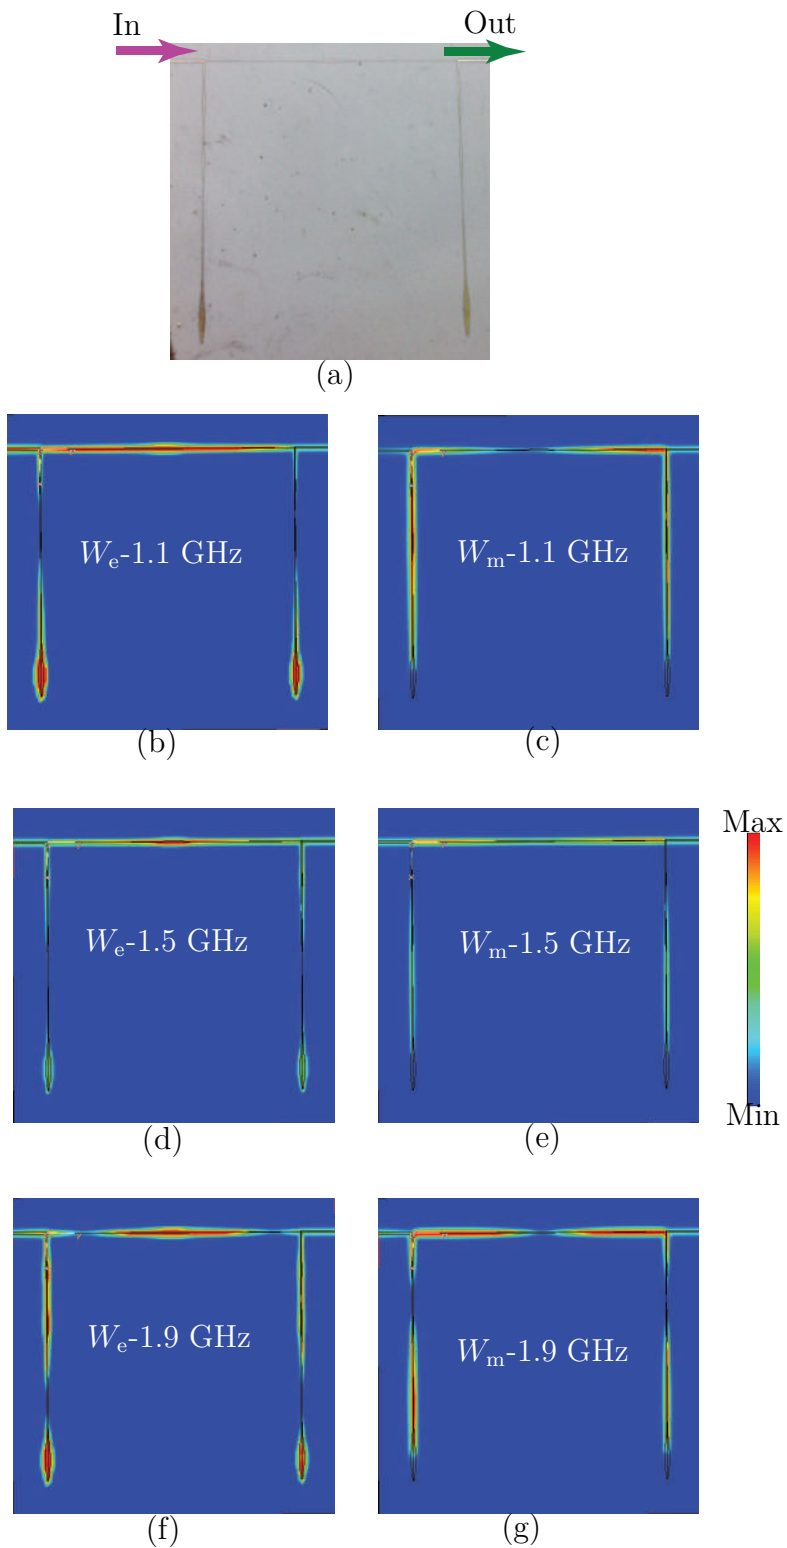 In Out
(a)
Wₑ-1.1 GHz Wₘ-1.1 GHz
(b) (c)
Max
Wₑ-1.5 GHz Wₘ-1.5 GHz
Min
(d) (e)
Wₑ-1.9 GHz Wₘ-1.9 GHz
(f) (g)